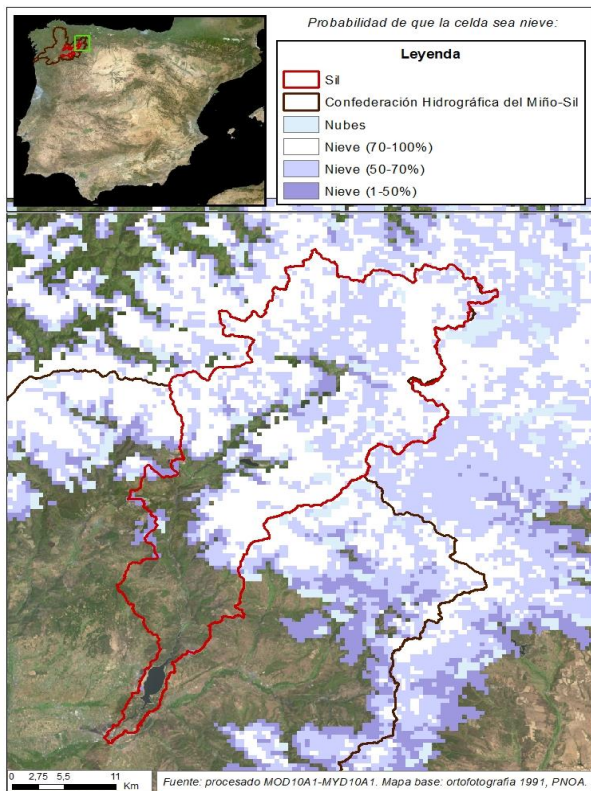 Probabilidad de que la celda sea nieve:
Leyenda
Sil
Confederación Hidrográfica del Miño-Sil
Nubes
Nieve (70-100%)
Nieve (50-70%)
Nieve (1-50%)
0 2,75 5,5 11
Km
Fuente: procesado MOD10A1-MYD10A1. Mapa base: ortofotografia 1991, PNOA.